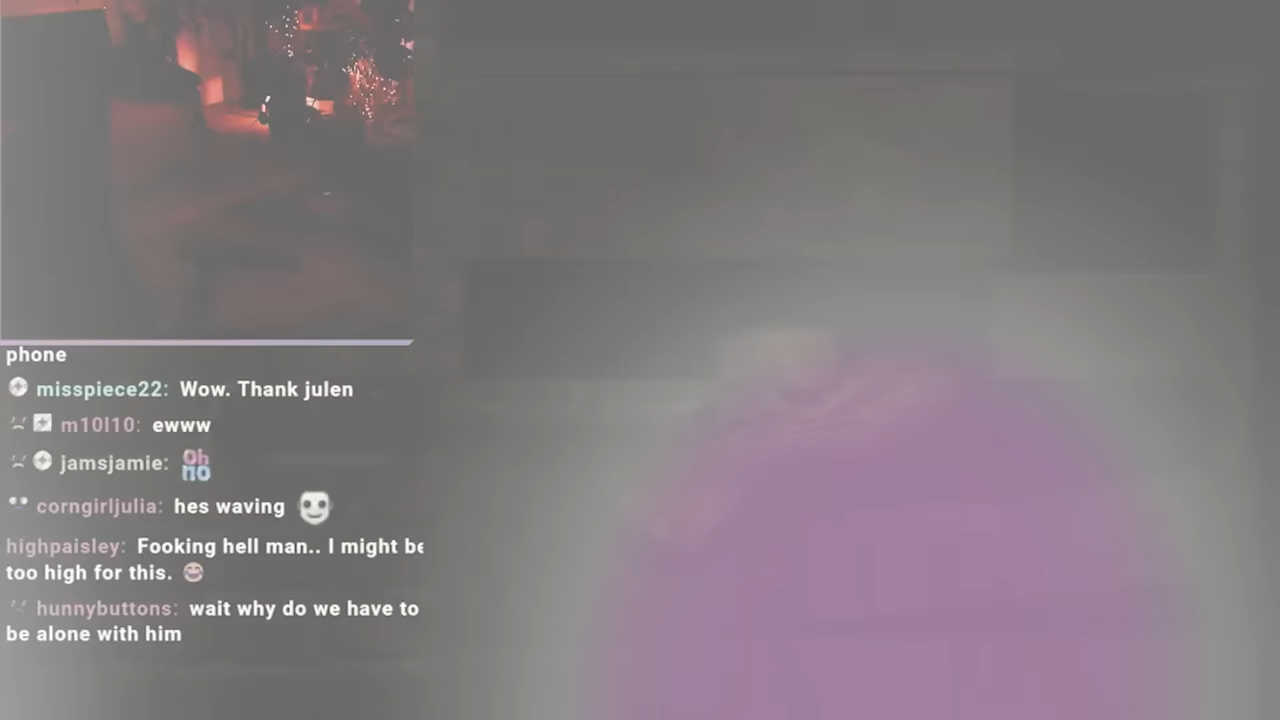 phone
misspiece22: Wow. Thank julen
m10l10: ewww
jamsjamie: Oh no
corngirljulia: hes waving
highpaisley: Fooking hell man.. I might be
too high for this.
hunnybuttons: wait why do we have to
be alone with him